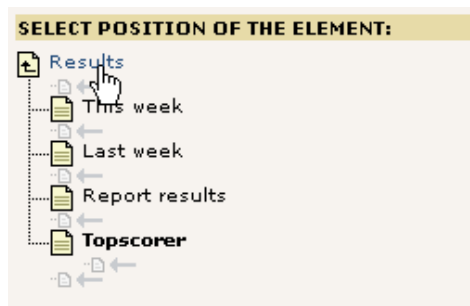 SELECT POSITION OF THE ELEMENT:
Results
This week
Last week
Report results
Topscorer